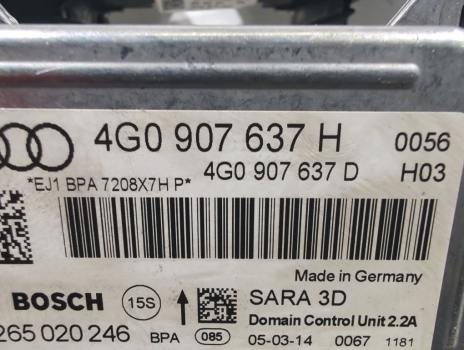 4G0 907 637 H 0056
4G0 907 637 D H03
*EJ1 BPA 7208X7H P*
Made in Germany
BOSCH 15S SARA 3D
Domain Control Unit 2.2A
265 020 246 BPA 085 05-03-14 0067 1181